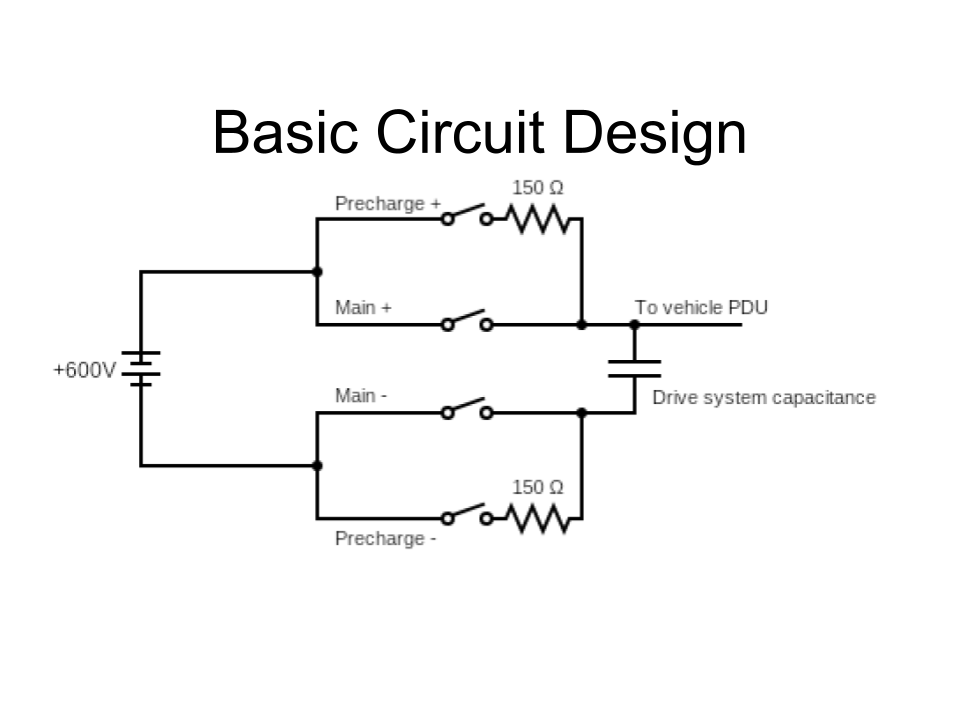 Basic Circuit Design
150 Ω
Precharge +
Main +
To vehicle PDU
+600V
Main -
Drive system capacitance
150 Ω
Precharge -